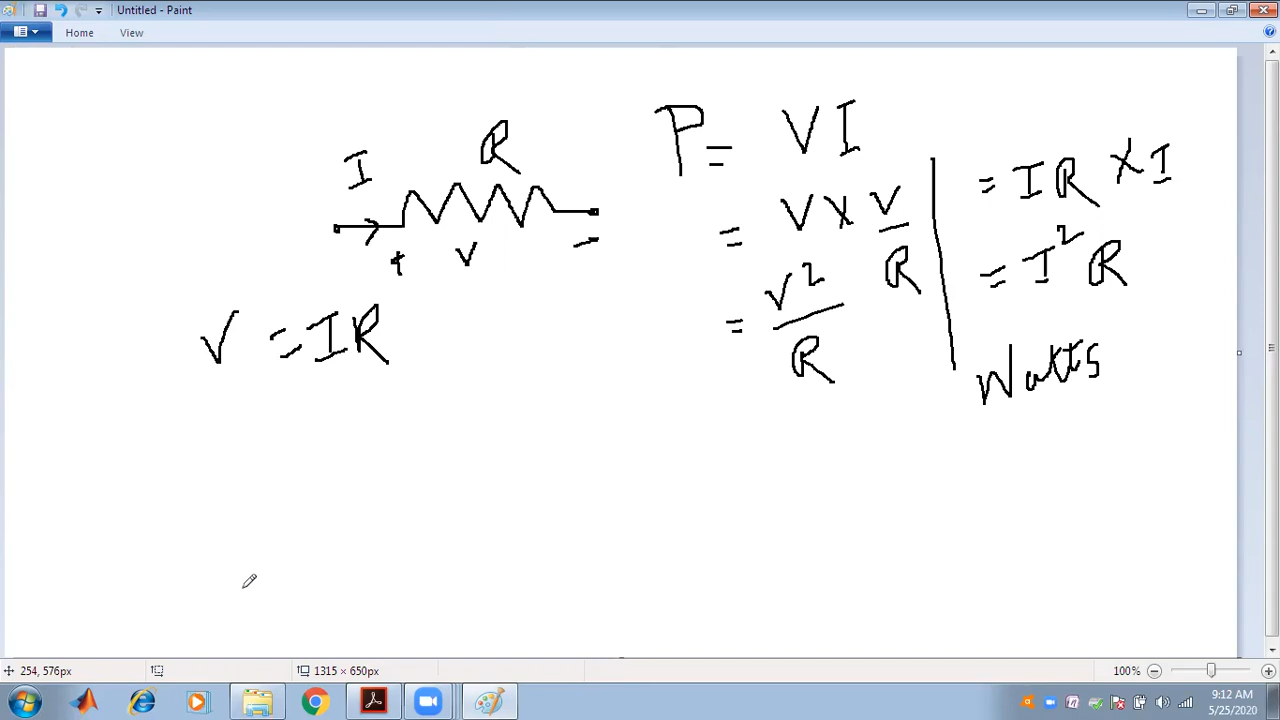 Untitled - Paint
Home View
R
I
+ V −
V = IR
P = VI
= V × V/R
= V²/R
= IR × I
= I²R
Watts
254, 576px
1315 × 650px
100%
9:12 AM
5/25/2020